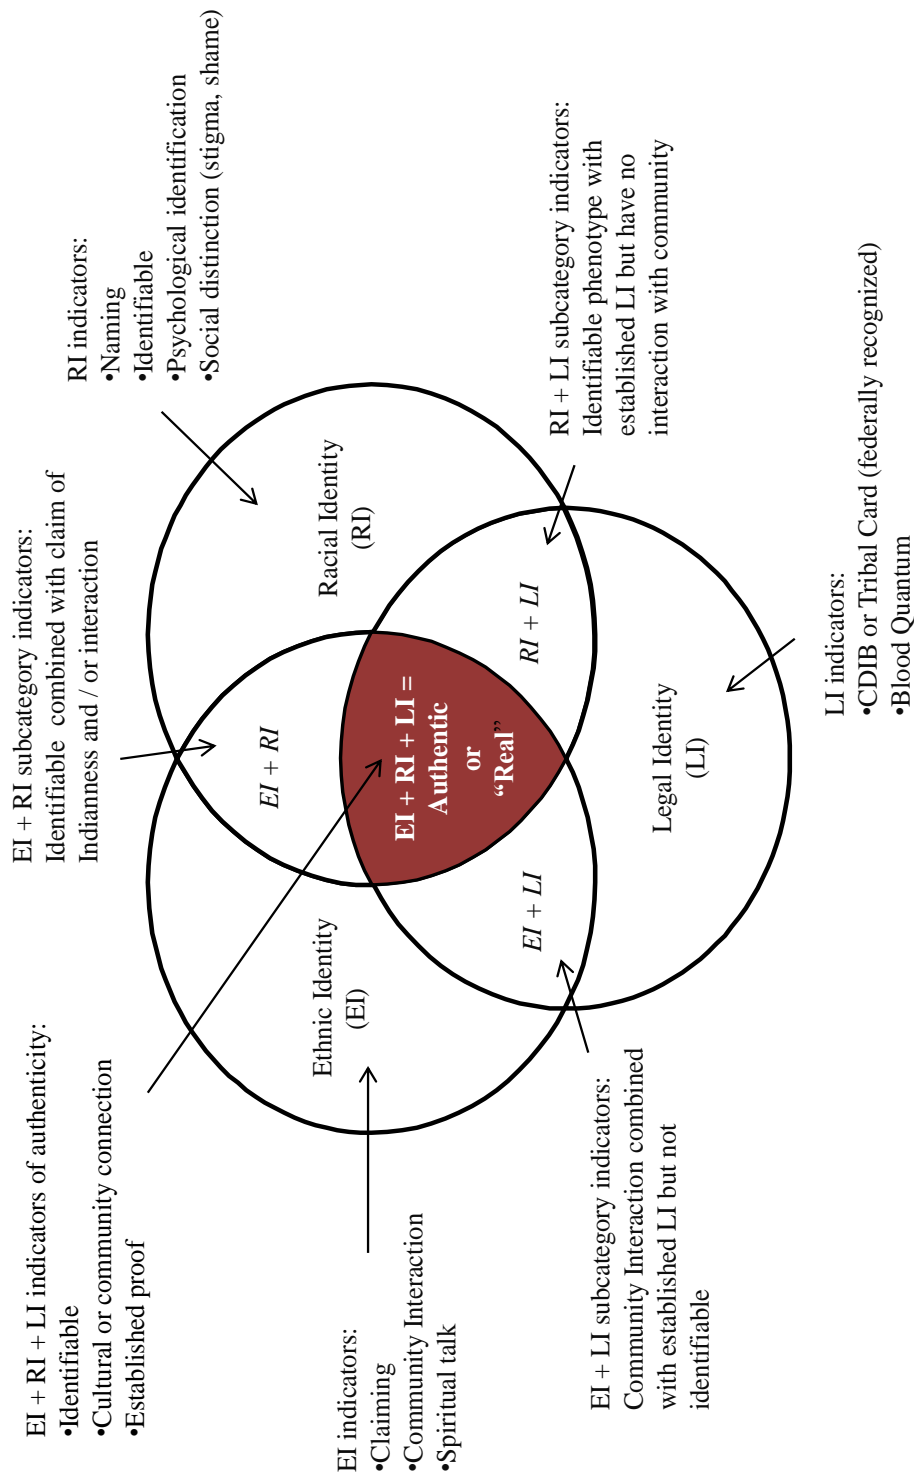 EI + RI + LI indicators of authenticity:
•Identifiable
•Cultural or community connection
•Established proof
EI + RI subcategory indicators:
Identifiable combined with claim of
Indianness and / or interaction
RI indicators:
•Naming
•Identifiable
•Psychological identification
•Social distinction (stigma, shame)
EI indicators:
•Claiming
•Community Interaction
•Spiritual talk
Ethnic Identity
(EI)
EI + RI
Racial Identity
(RI)
EI + RI + LI =
Authentic
or
“Real”
EI + LI
RI + LI
Legal Identity
(LI)
EI + LI subcategory indicators:
Community Interaction combined
with established LI but not
identifiable
RI + LI subcategory indicators:
Identifiable phenotype with
established LI but have no
interaction with community
LI indicators:
•CDIB or Tribal Card (federally recognized)
•Blood Quantum